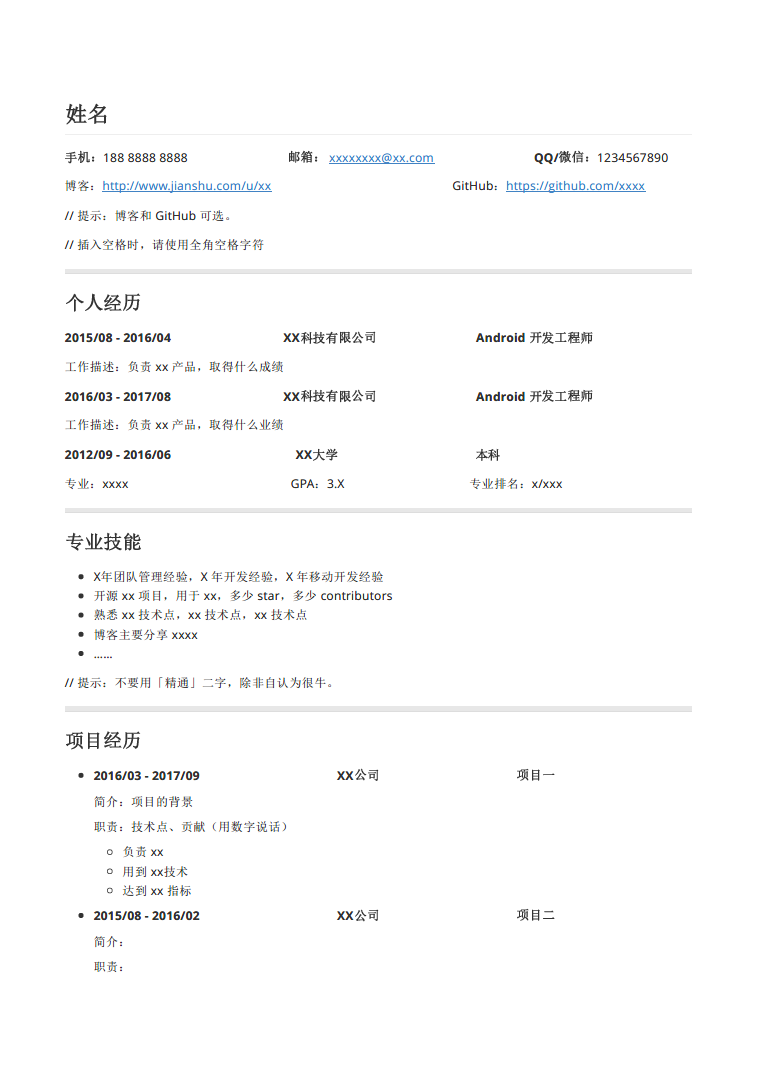 姓名
手机：188 8888 8888 邮箱： xxxxxxxx@xx.com QQ/微信：1234567890
博客：http://www.jianshu.com/u/xx GitHub：https://github.com/xxxx
// 提示：博客和 GitHub 可选。
// 插入空格时，请使用全角空格字符
个人经历
2015/08 - 2016/04 XX科技有限公司 Android 开发工程师
工作描述：负责 xx 产品，取得什么成绩
2016/03 - 2017/08 XX科技有限公司 Android 开发工程师
工作描述：负责 xx 产品，取得什么业绩
2012/09 - 2016/06 XX大学 本科
专业：xxxx GPA：3.X 专业排名：x/xxx
专业技能
• X年团队管理经验，X 年开发经验，X 年移动开发经验
• 开源 xx 项目，用于 xx，多少 star，多少 contributors
• 熟悉 xx 技术点，xx 技术点，xx 技术点
• 博客主要分享 xxxx
• ......
// 提示：不要用「精通」二字，除非自认为很牛。
项目经历
• 2016/03 - 2017/09 XX公司 项目一
简介：项目的背景
职责：技术点、贡献（用数字说话）
○ 负责 xx
○ 用到 xx技术
○ 达到 xx 指标
• 2015/08 - 2016/02 XX公司 项目二
简介：
职责：